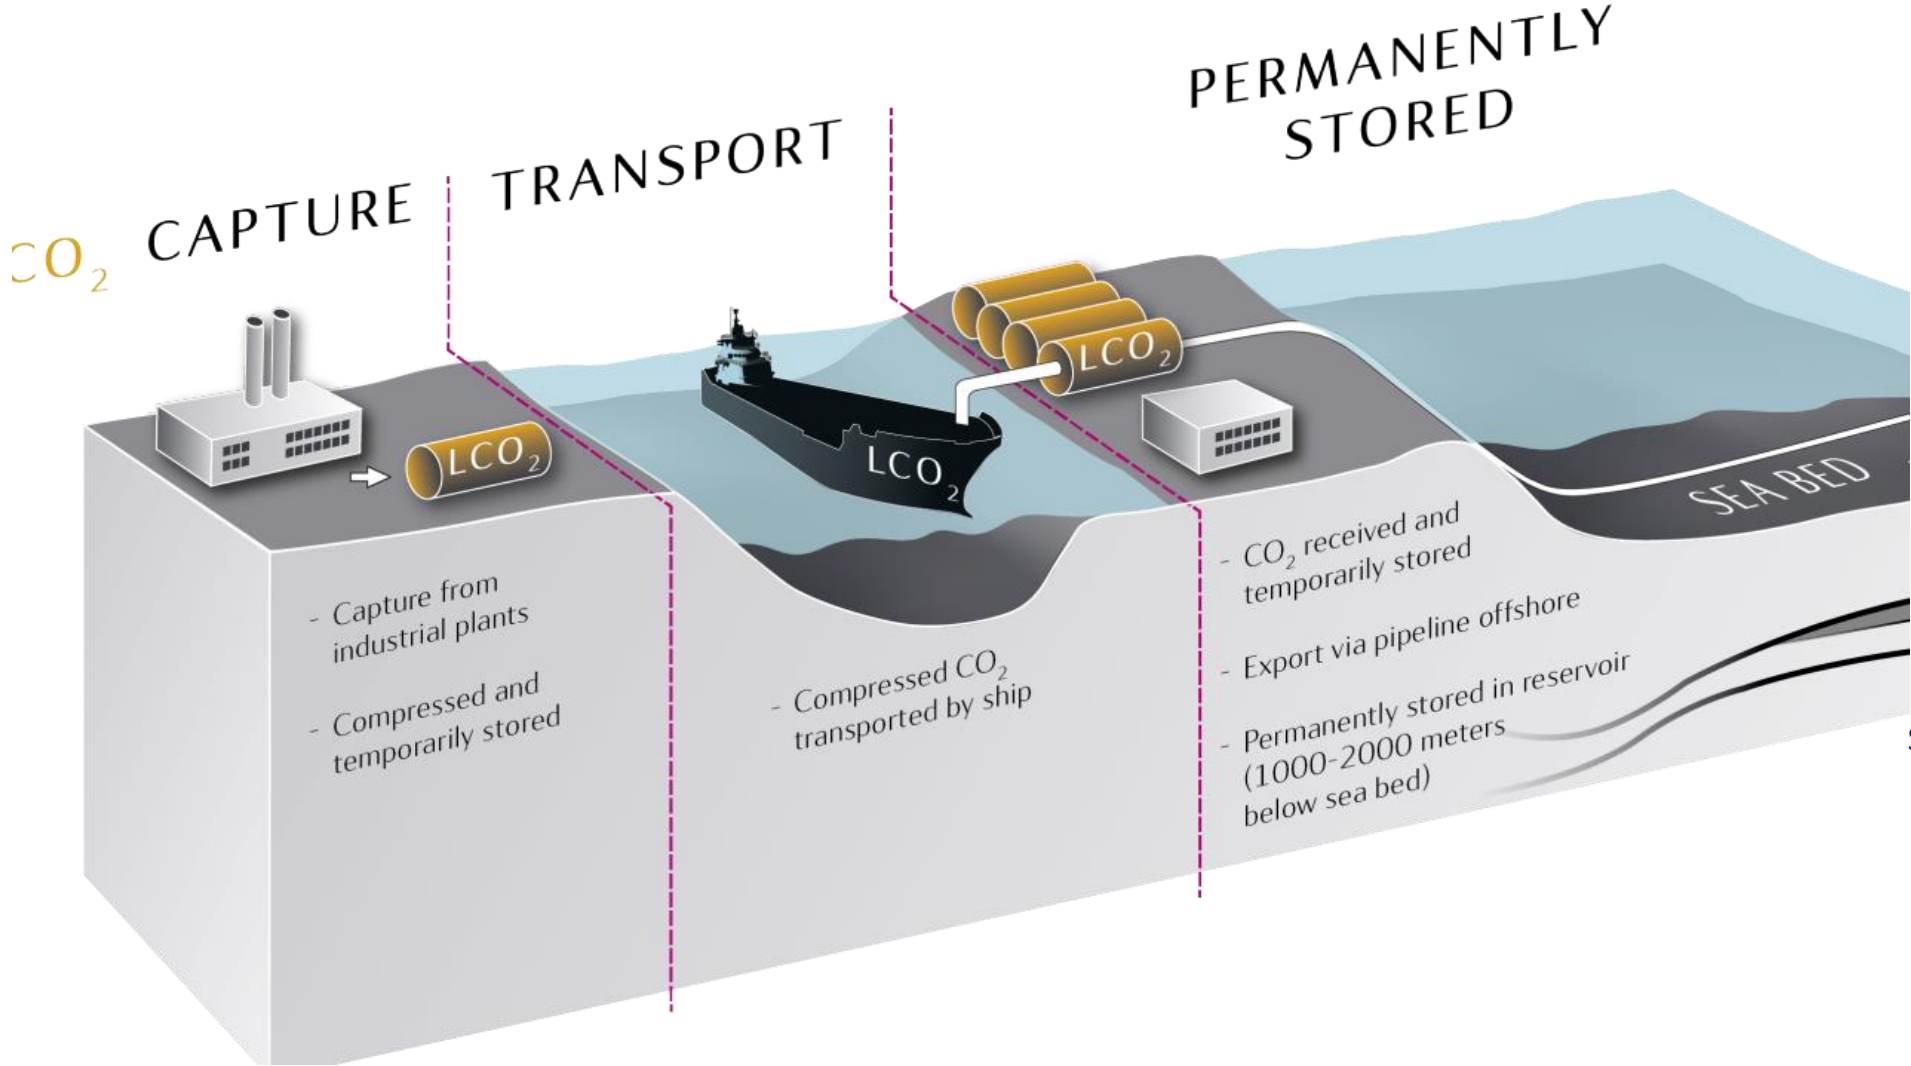 CO₂ CAPTURE
TRANSPORT
PERMANENTLY
STORED
LCO₂
LCO₂
LCO₂
SEA BED
- Capture from
industrial plants
- Compressed and
temporarily stored
- Compressed CO₂
transported by ship
- CO₂ received and
temporarily stored
- Export via pipeline offshore
- Permanently stored in reservoir
(1000-2000 meters
below sea bed)